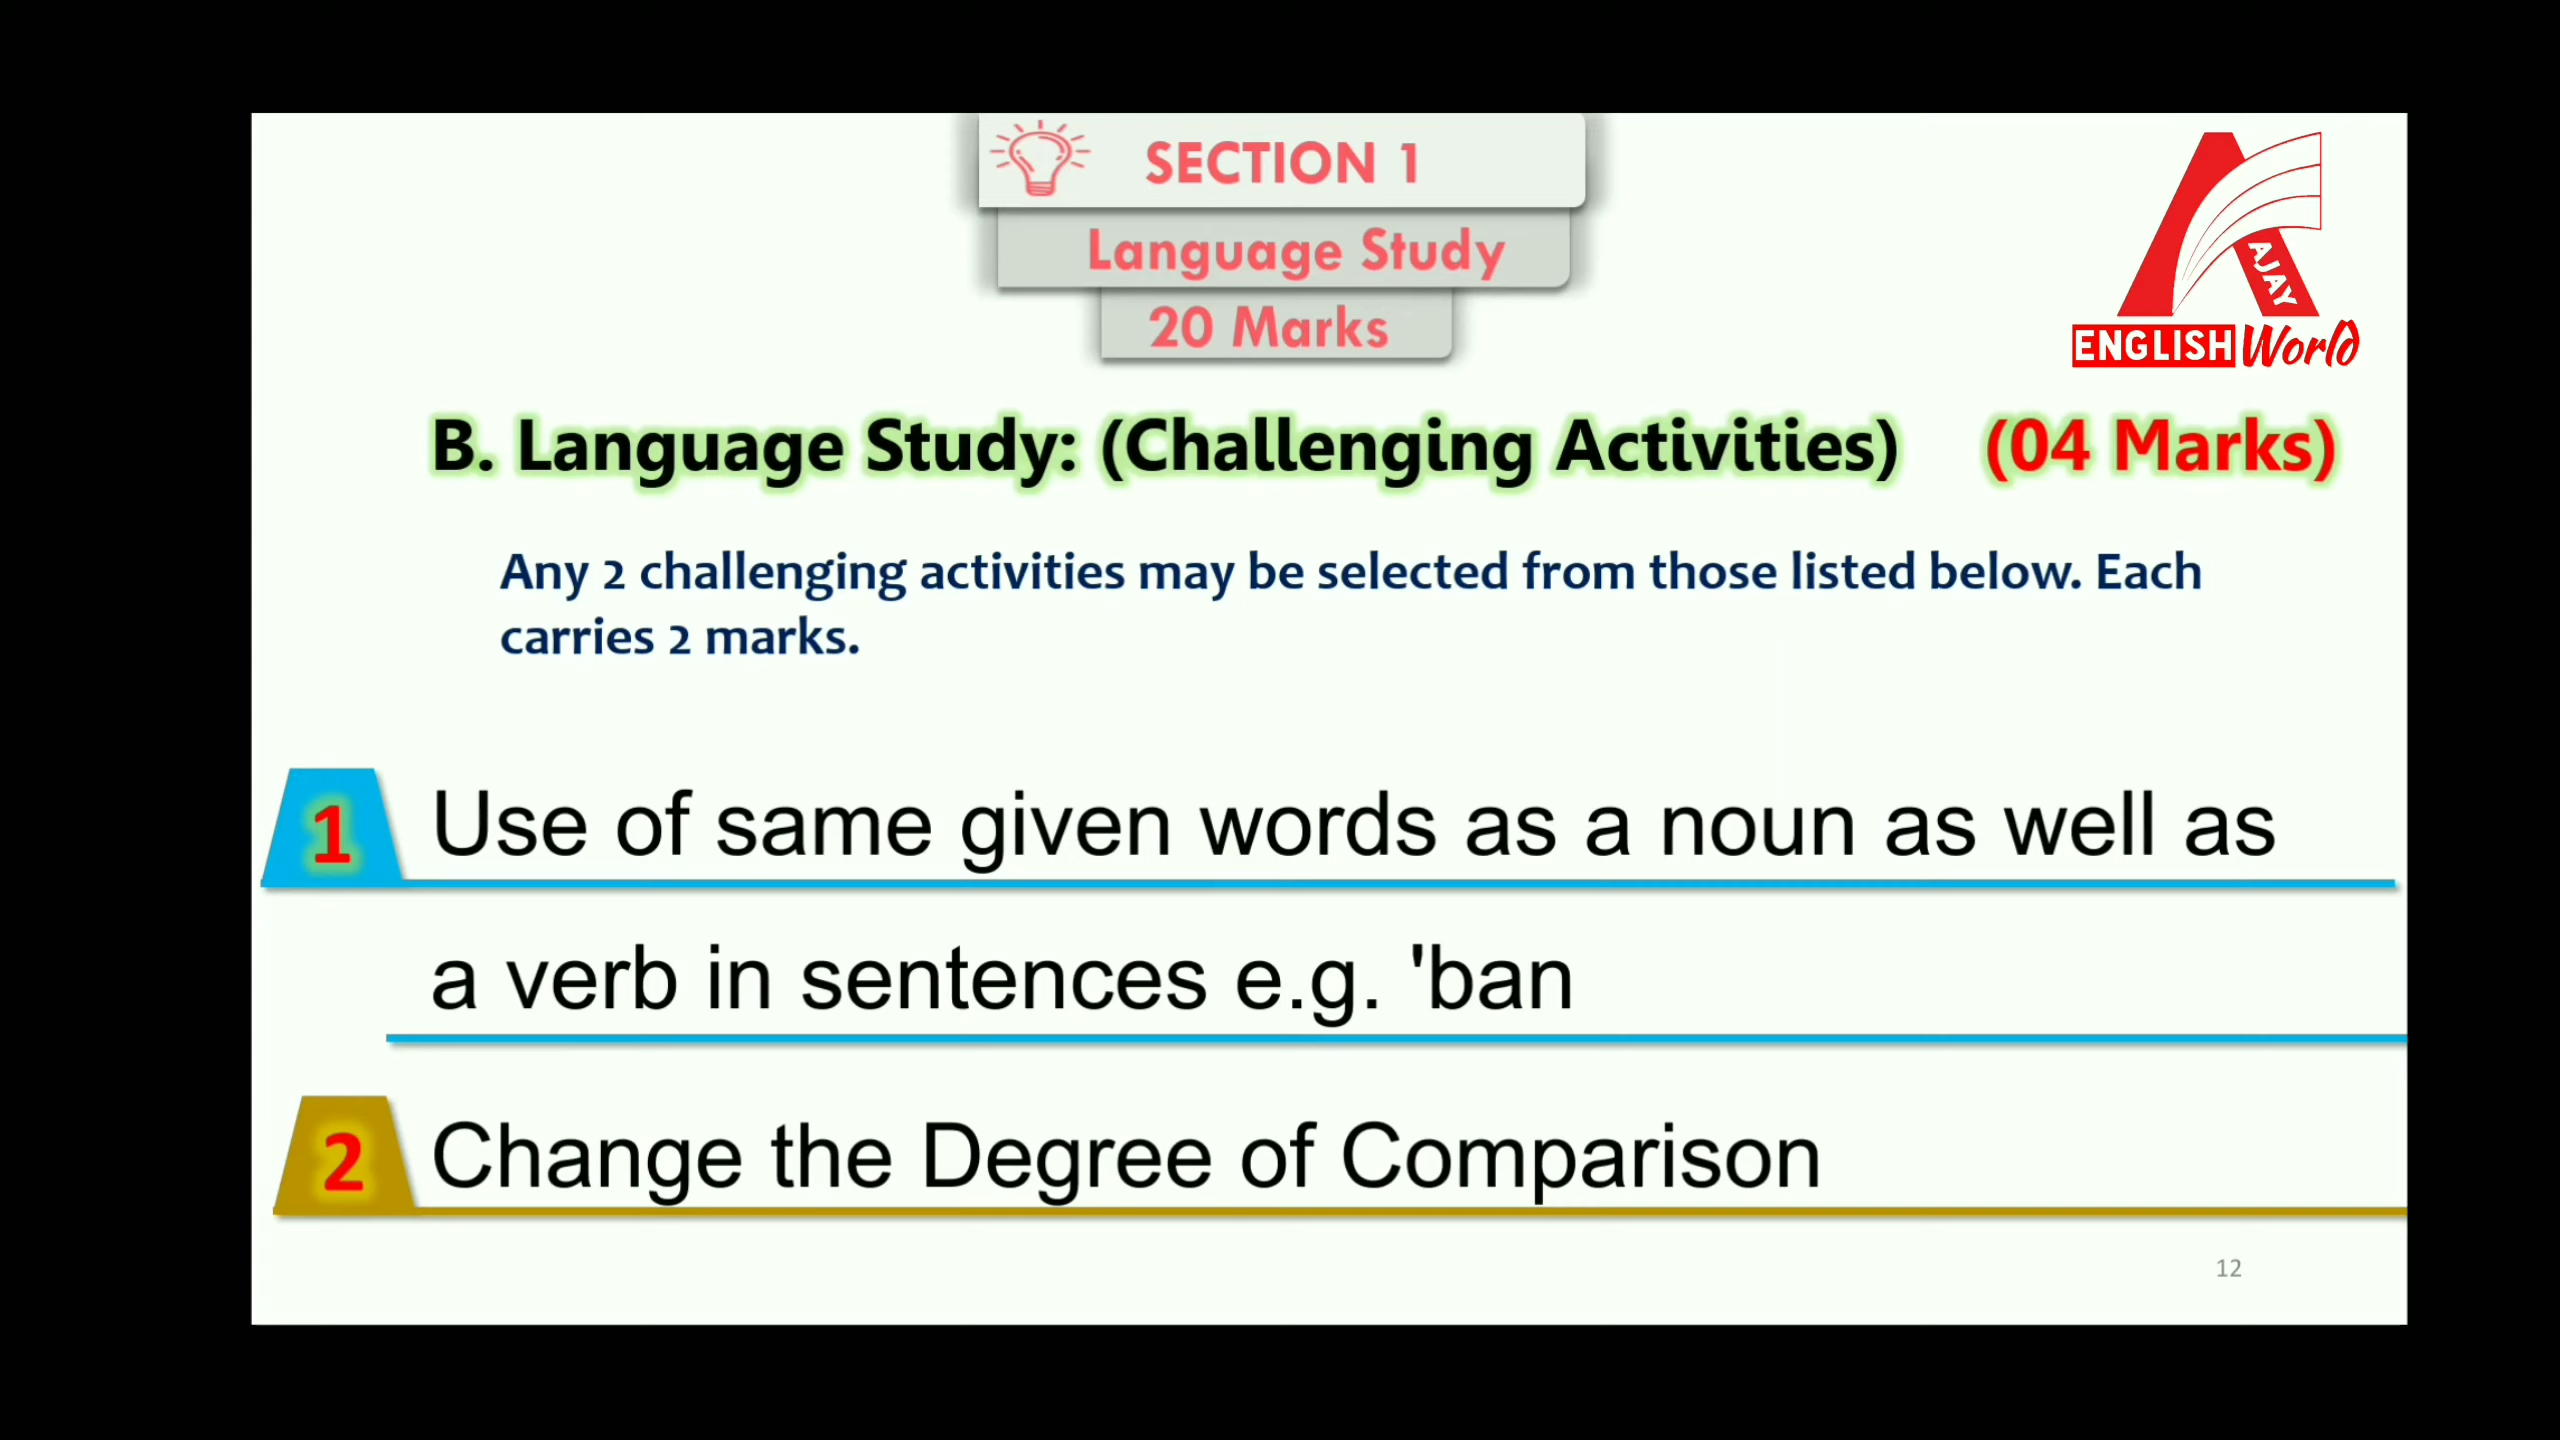 SECTION 1
Language Study
20 Marks
AJAY
ENGLISH World
B. Language Study: (Challenging Activities) (04 Marks)
Any 2 challenging activities may be selected from those listed below. Each
carries 2 marks.
1 Use of same given words as a noun as well as
a verb in sentences e.g. 'ban
2 Change the Degree of Comparison
12